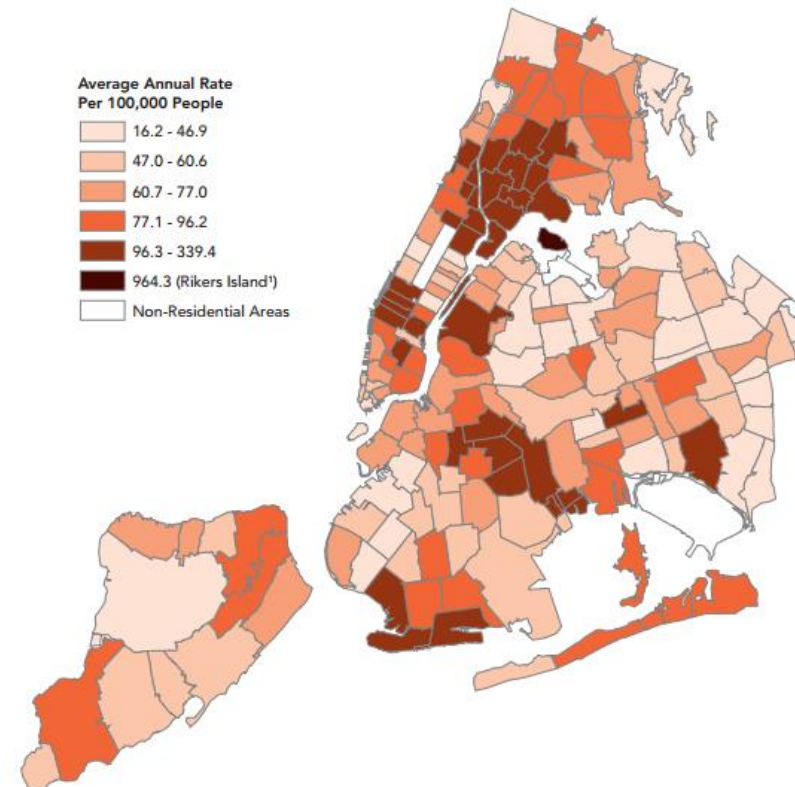 Average Annual Rate
Per 100,000 People
16.2 - 46.9
47.0 - 60.6
60.7 - 77.0
77.1 - 96.2
96.3 - 339.4
964.3 (Rikers Island¹)
Non-Residential Areas